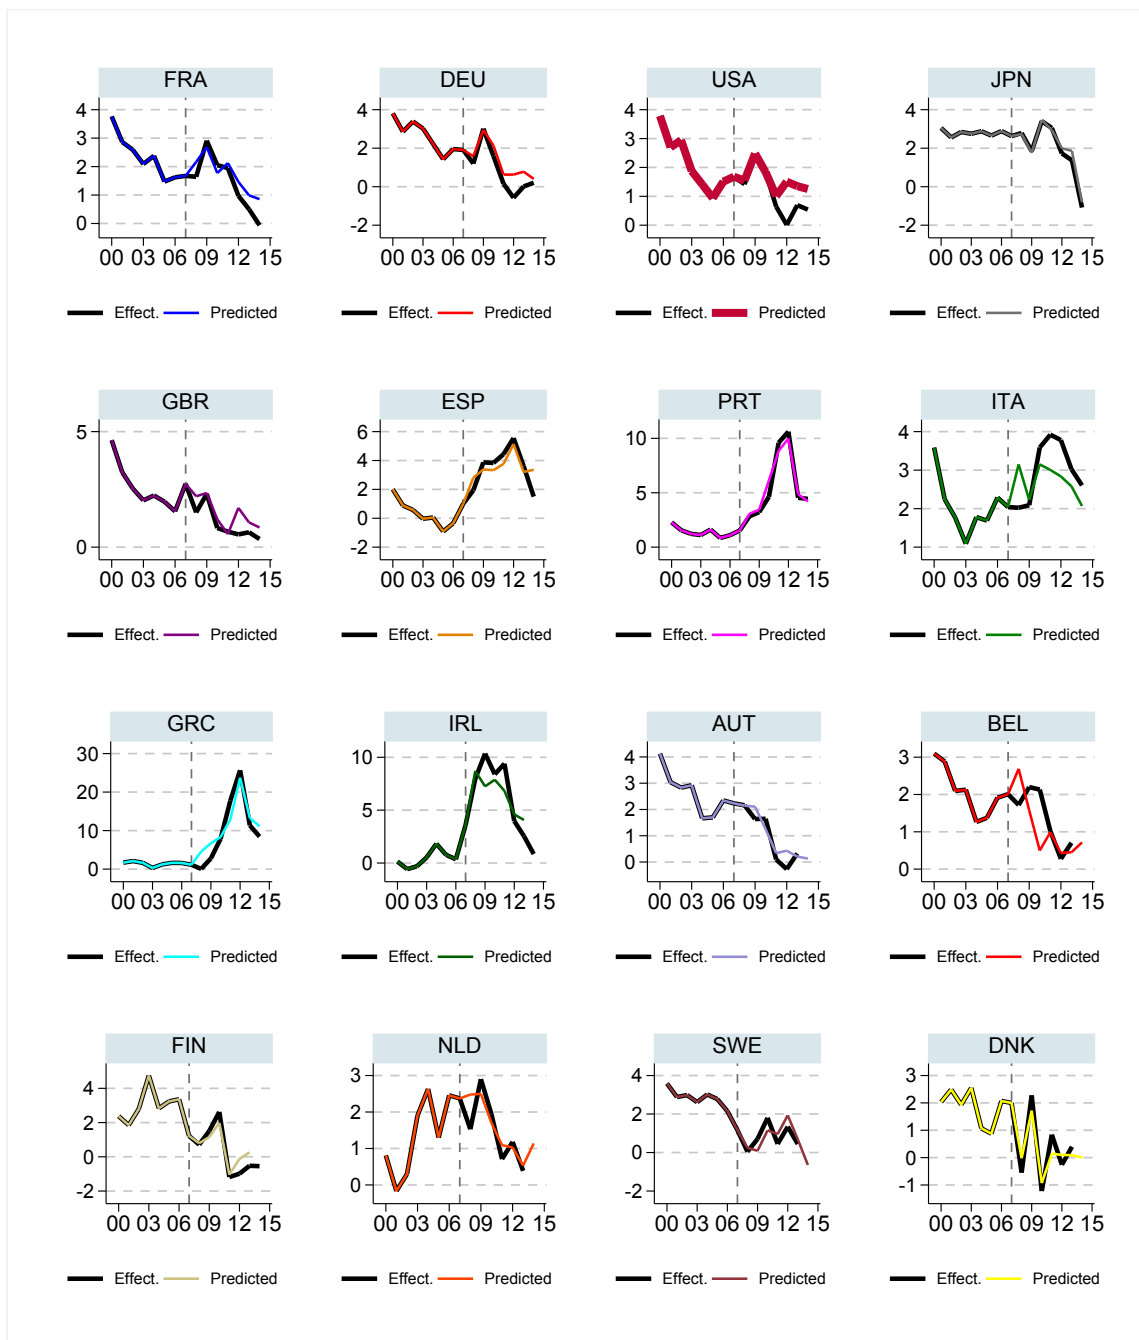 FRA DEU USA JPN
4 4 4 4
3 3
2 2 2 2
1 0 1 0
0 -2 0 -2
00 03 06 09 12 15 00 03 06 09 12 15 00 03 06 09 12 15 00 03 06 09 12 15
Effect. Predicted Effect. Predicted Effect. Predicted Effect. Predicted
GBR ESP PRT ITA
5 6 10 4
4 3
2 5 2
0 0 0 1
-2
00 03 06 09 12 15 00 03 06 09 12 15 00 03 06 09 12 15 00 03 06 09 12 15
Effect. Predicted Effect. Predicted Effect. Predicted Effect. Predicted
GRC IRL AUT BEL
30 10 4 3
20 3 2
10 5 2 1
0 0 1 0
0
00 03 06 09 12 15 00 03 06 09 12 15 00 03 06 09 12 15 00 03 06 09 12 15
Effect. Predicted Effect. Predicted Effect. Predicted Effect. Predicted
FIN NLD SWE DNK
4 3 4 3
2 2 2 2
0 1 0 1
-2 0 -2 0
-1
00 03 06 09 12 15 00 03 06 09 12 15 00 03 06 09 12 15 00 03 06 09 12 15
Effect. Predicted Effect. Predicted Effect. Predicted Effect. Predicted